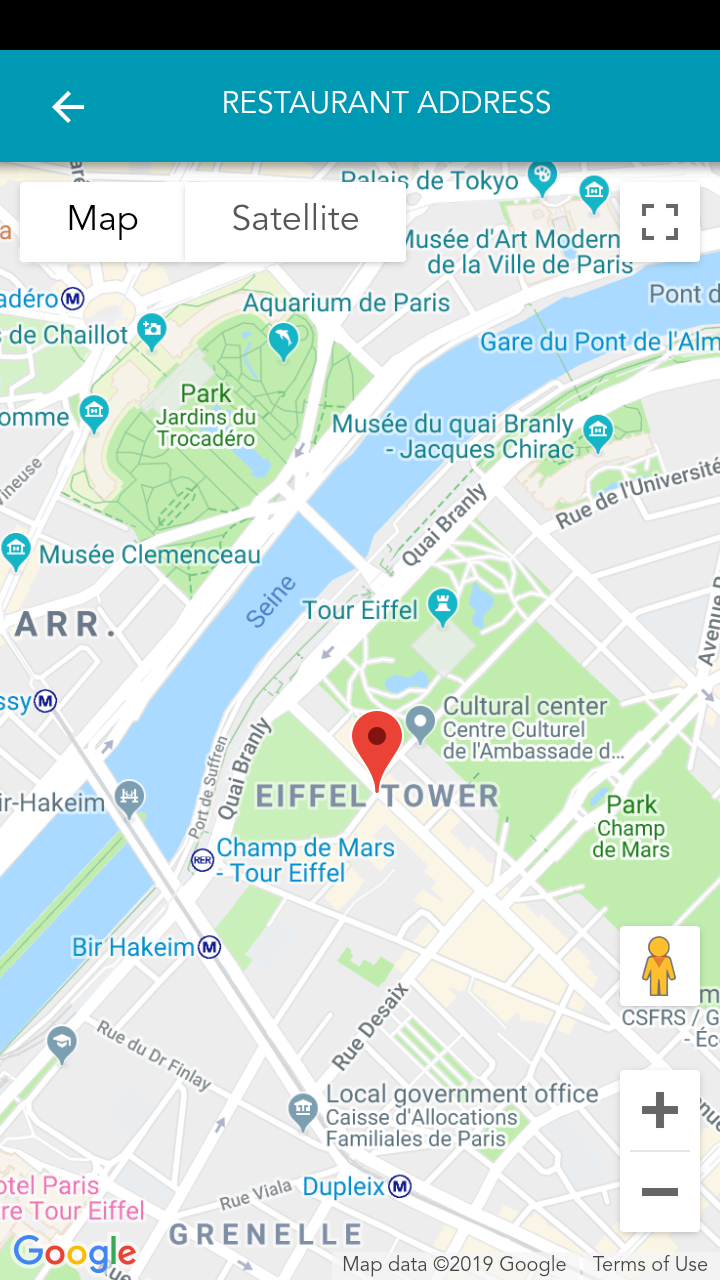 RESTAURANT ADDRESS
Map
Satellite
Palais de Tokyo
Musée d'Art Modern
de la Ville de Paris
adéro M
Aquarium de Paris
Pont d
s de Chaillot
Gare du Pont de l'Alm
Park
Jardins du
Trocadéro
omme
Musée du quai Branly
- Jacques Chirac
Vineuse
Rue de l'Université
Quai Branly
Musée Clemenceau
Seine
Tour Eiffel
ARR.
Avenue
ssy M
Cultural center
Centre Culturel
de l'Ambassade d...
Port de Suffren
Quai Branly
EIFFEL TOWER
ir-Hakeim
Park
Champ
de Mars
RER
Champ de Mars
- Tour Eiffel
Bir Hakeim M
CSFRS / G
- Éc
Rue Desaix
Rue du Dr Finlay
Local government office
Caisse d'Allocations
Familiales de Paris
otel Paris
tre Tour Eiffel
Rue Viala
Dupleix M
GRENELLE
Google
Map data ©2019 Google
Terms of Use